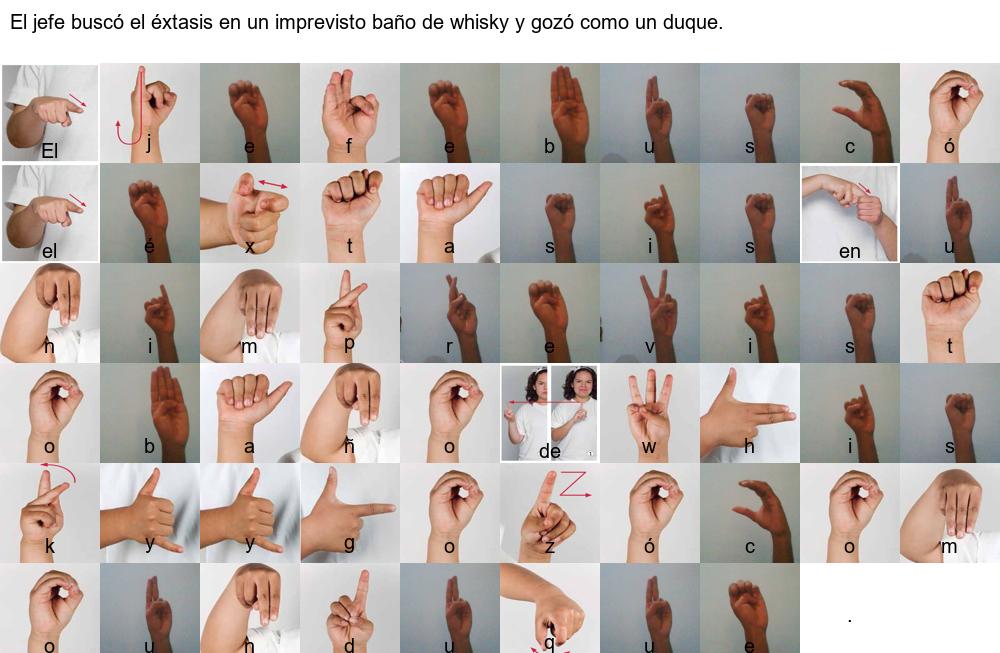 El jefe buscó el éxtasis en un imprevisto baño de whisky y gozó como un duque.
El j e f e b u s c ó
el é x t a s i s en u
n i m p r e v i s t
o b a ñ o de w h i s
k y y g o z ó c o m
o u n d u q u e .